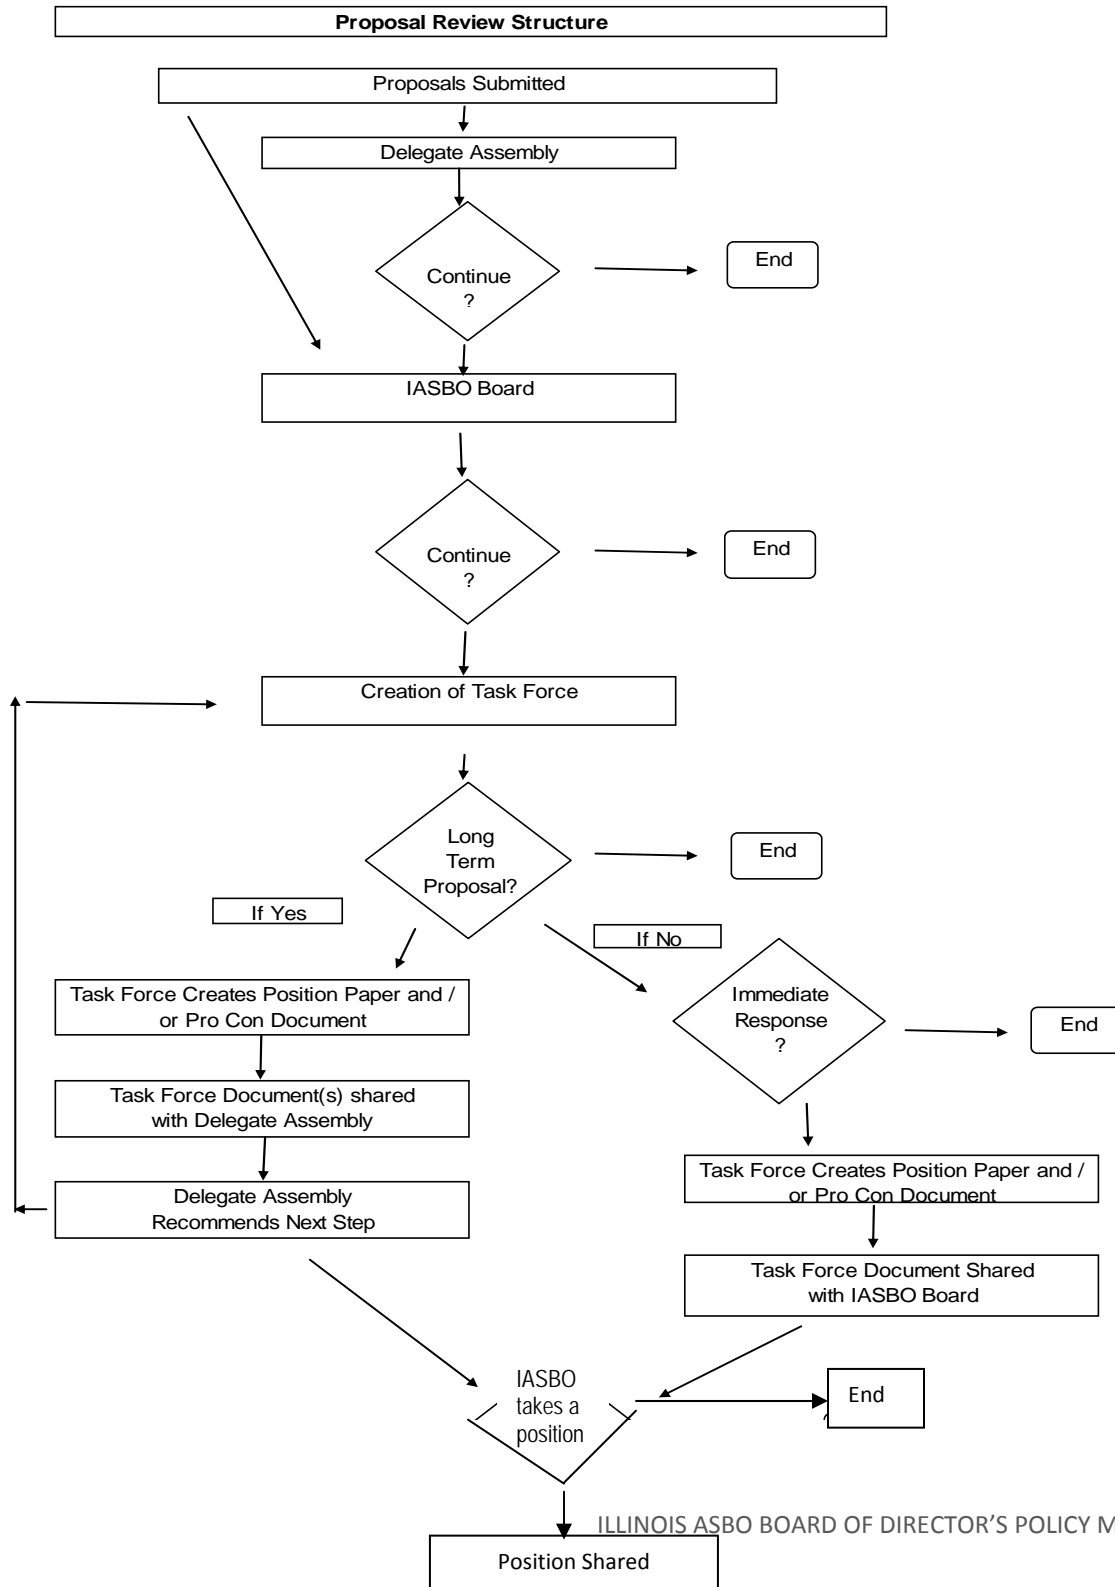 Proposal Review Structure
Proposals Submitted
Delegate Assembly
Continue
?
End
IASBO Board
Continue
?
End
Creation of Task Force
Long
Term
Proposal?
End
If Yes
If No
Task Force Creates Position Paper and /
or Pro Con Document
Immediate
Response
?
End
Task Force Document(s) shared
with Delegate Assembly
Task Force Creates Position Paper and /
or Pro Con Document
Delegate Assembly
Recommends Next Step
Task Force Document Shared
with IASBO Board
IASBO
takes a
position
End
ILLINOIS ASBO BOARD OF DIRECTOR’S POLICY M
Position Shared